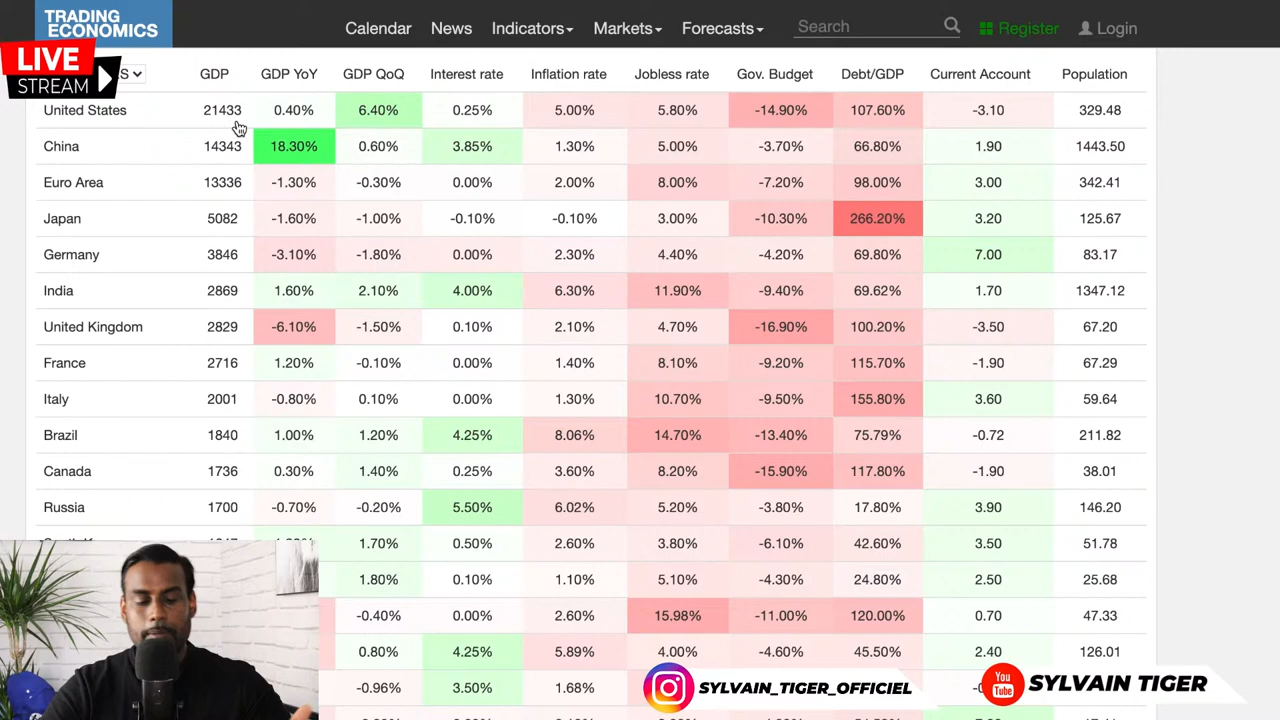 TRADING ECONOMICS
Calendar News Indicators Markets Forecasts Search Register Login
LIVE
STREAM
S GDP GDP YoY GDP QoQ Interest rate Inflation rate Jobless rate Gov. Budget Debt/GDP Current Account Population
United States 21433 0.40% 6.40% 0.25% 5.00% 5.80% -14.90% 107.60% -3.10 329.48
China 14343 18.30% 0.60% 3.85% 1.30% 5.00% -3.70% 66.80% 1.90 1443.50
Euro Area 13336 -1.30% -0.30% 0.00% 2.00% 8.00% -7.20% 98.00% 3.00 342.41
Japan 5082 -1.60% -1.00% -0.10% -0.10% 3.00% -10.30% 266.20% 3.20 125.67
Germany 3846 -3.10% -1.80% 0.00% 2.30% 4.40% -4.20% 69.80% 7.00 83.17
India 2869 1.60% 2.10% 4.00% 6.30% 11.90% -9.40% 69.62% 1.70 1347.12
United Kingdom 2829 -6.10% -1.50% 0.10% 2.10% 4.70% -16.90% 100.20% -3.50 67.20
France 2716 1.20% -0.10% 0.00% 1.40% 8.10% -9.20% 115.70% -1.90 67.29
Italy 2001 -0.80% 0.10% 0.00% 1.30% 10.70% -9.50% 155.80% 3.60 59.64
Brazil 1840 1.00% 1.20% 4.25% 8.06% 14.70% -13.40% 75.79% -0.72 211.82
Canada 1736 0.30% 1.40% 0.25% 3.60% 8.20% -15.90% 117.80% -1.90 38.01
Russia 1700 -0.70% -0.20% 5.50% 6.02% 5.20% -3.80% 17.80% 3.90 146.20
1.70% 0.50% 2.60% 3.80% -6.10% 42.60% 3.50 51.78
1.80% 0.10% 1.10% 5.10% -4.30% 24.80% 2.50 25.68
-0.40% 0.00% 2.60% 15.98% -11.00% 120.00% 0.70 47.33
0.80% 4.25% 5.89% 4.00% -4.60% 45.50% 2.40 126.01
-0.96% 3.50% 1.68%
SYLVAIN_TIGER_OFFICIEL
You Tube
SYLVAIN TIGER